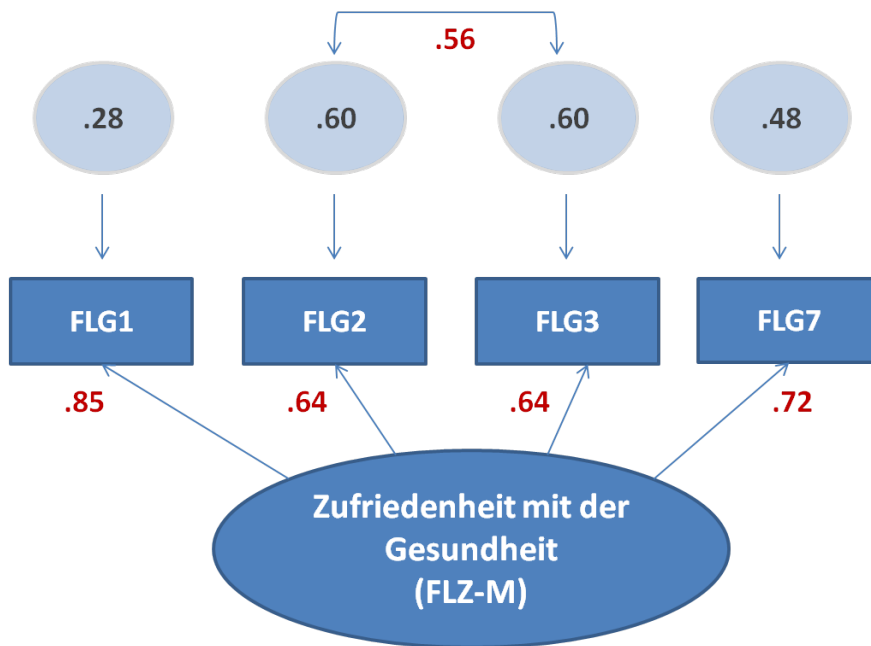 .56
.28 .60 .60 .48
FLG1 FLG2 FLG3 FLG7
.85 .64 .64 .72
Zufriedenheit mit der
Gesundheit
(FLZ-M)